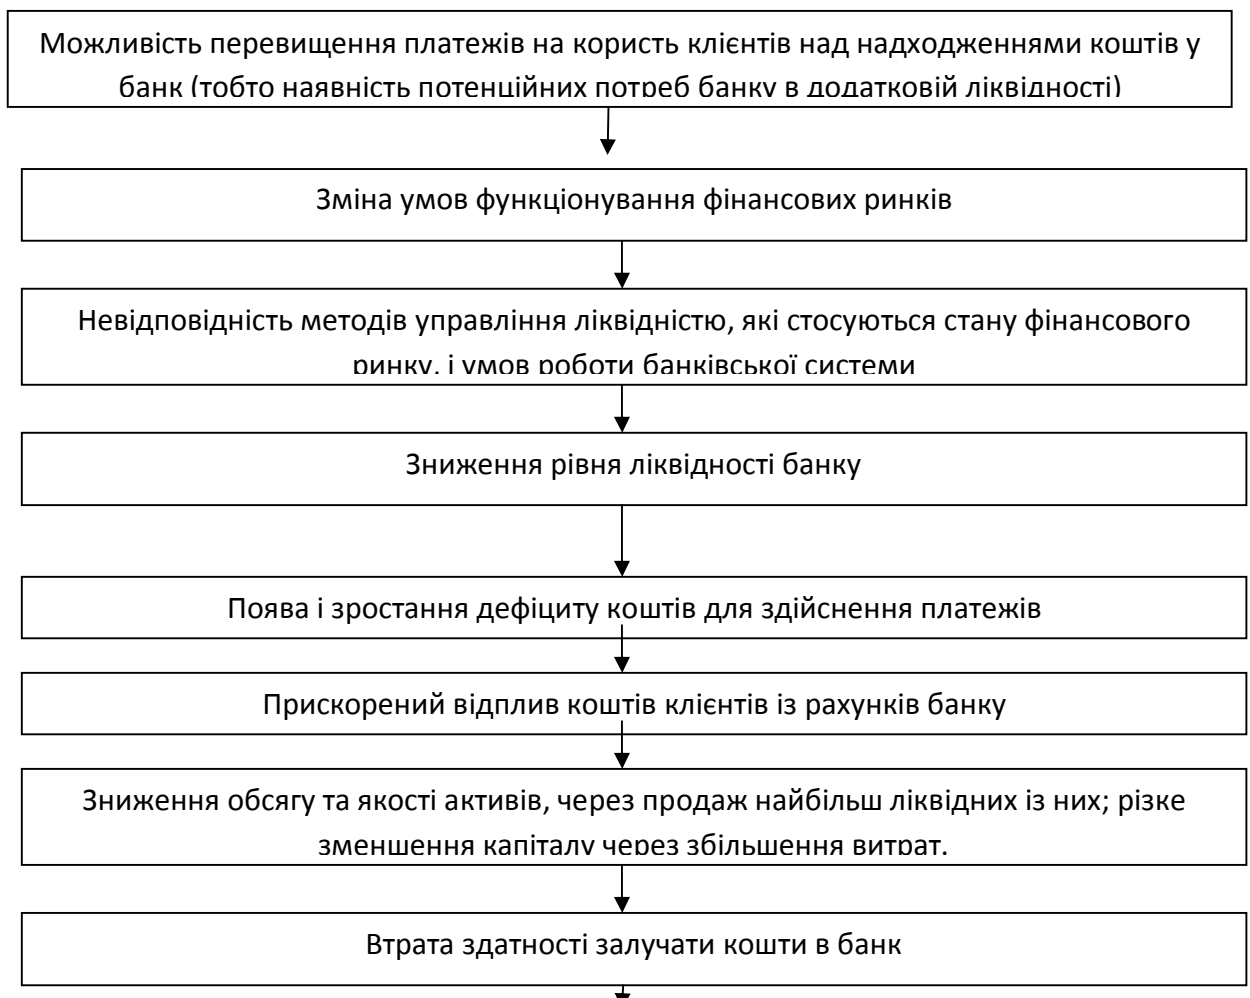 Можливість перевищення платежів на користь клієнтів над надходженнями коштів у
банк (тобто наявність потенційних потреб банку в додатковій ліквідності)
Зміна умов функціонування фінансових ринків
Невідповідність методів управління ліквідністю, які стосуються стану фінансового
ринку, і умов роботи банківської системи
Зниження рівня ліквідності банку
Поява і зростання дефіциту коштів для здійснення платежів
Прискорений відплив коштів клієнтів із рахунків банку
Зниження обсягу та якості активів, через продаж найбільш ліквідних із них; різке
зменшення капіталу через збільшення витрат.
Втрата здатності залучати кошти в банк